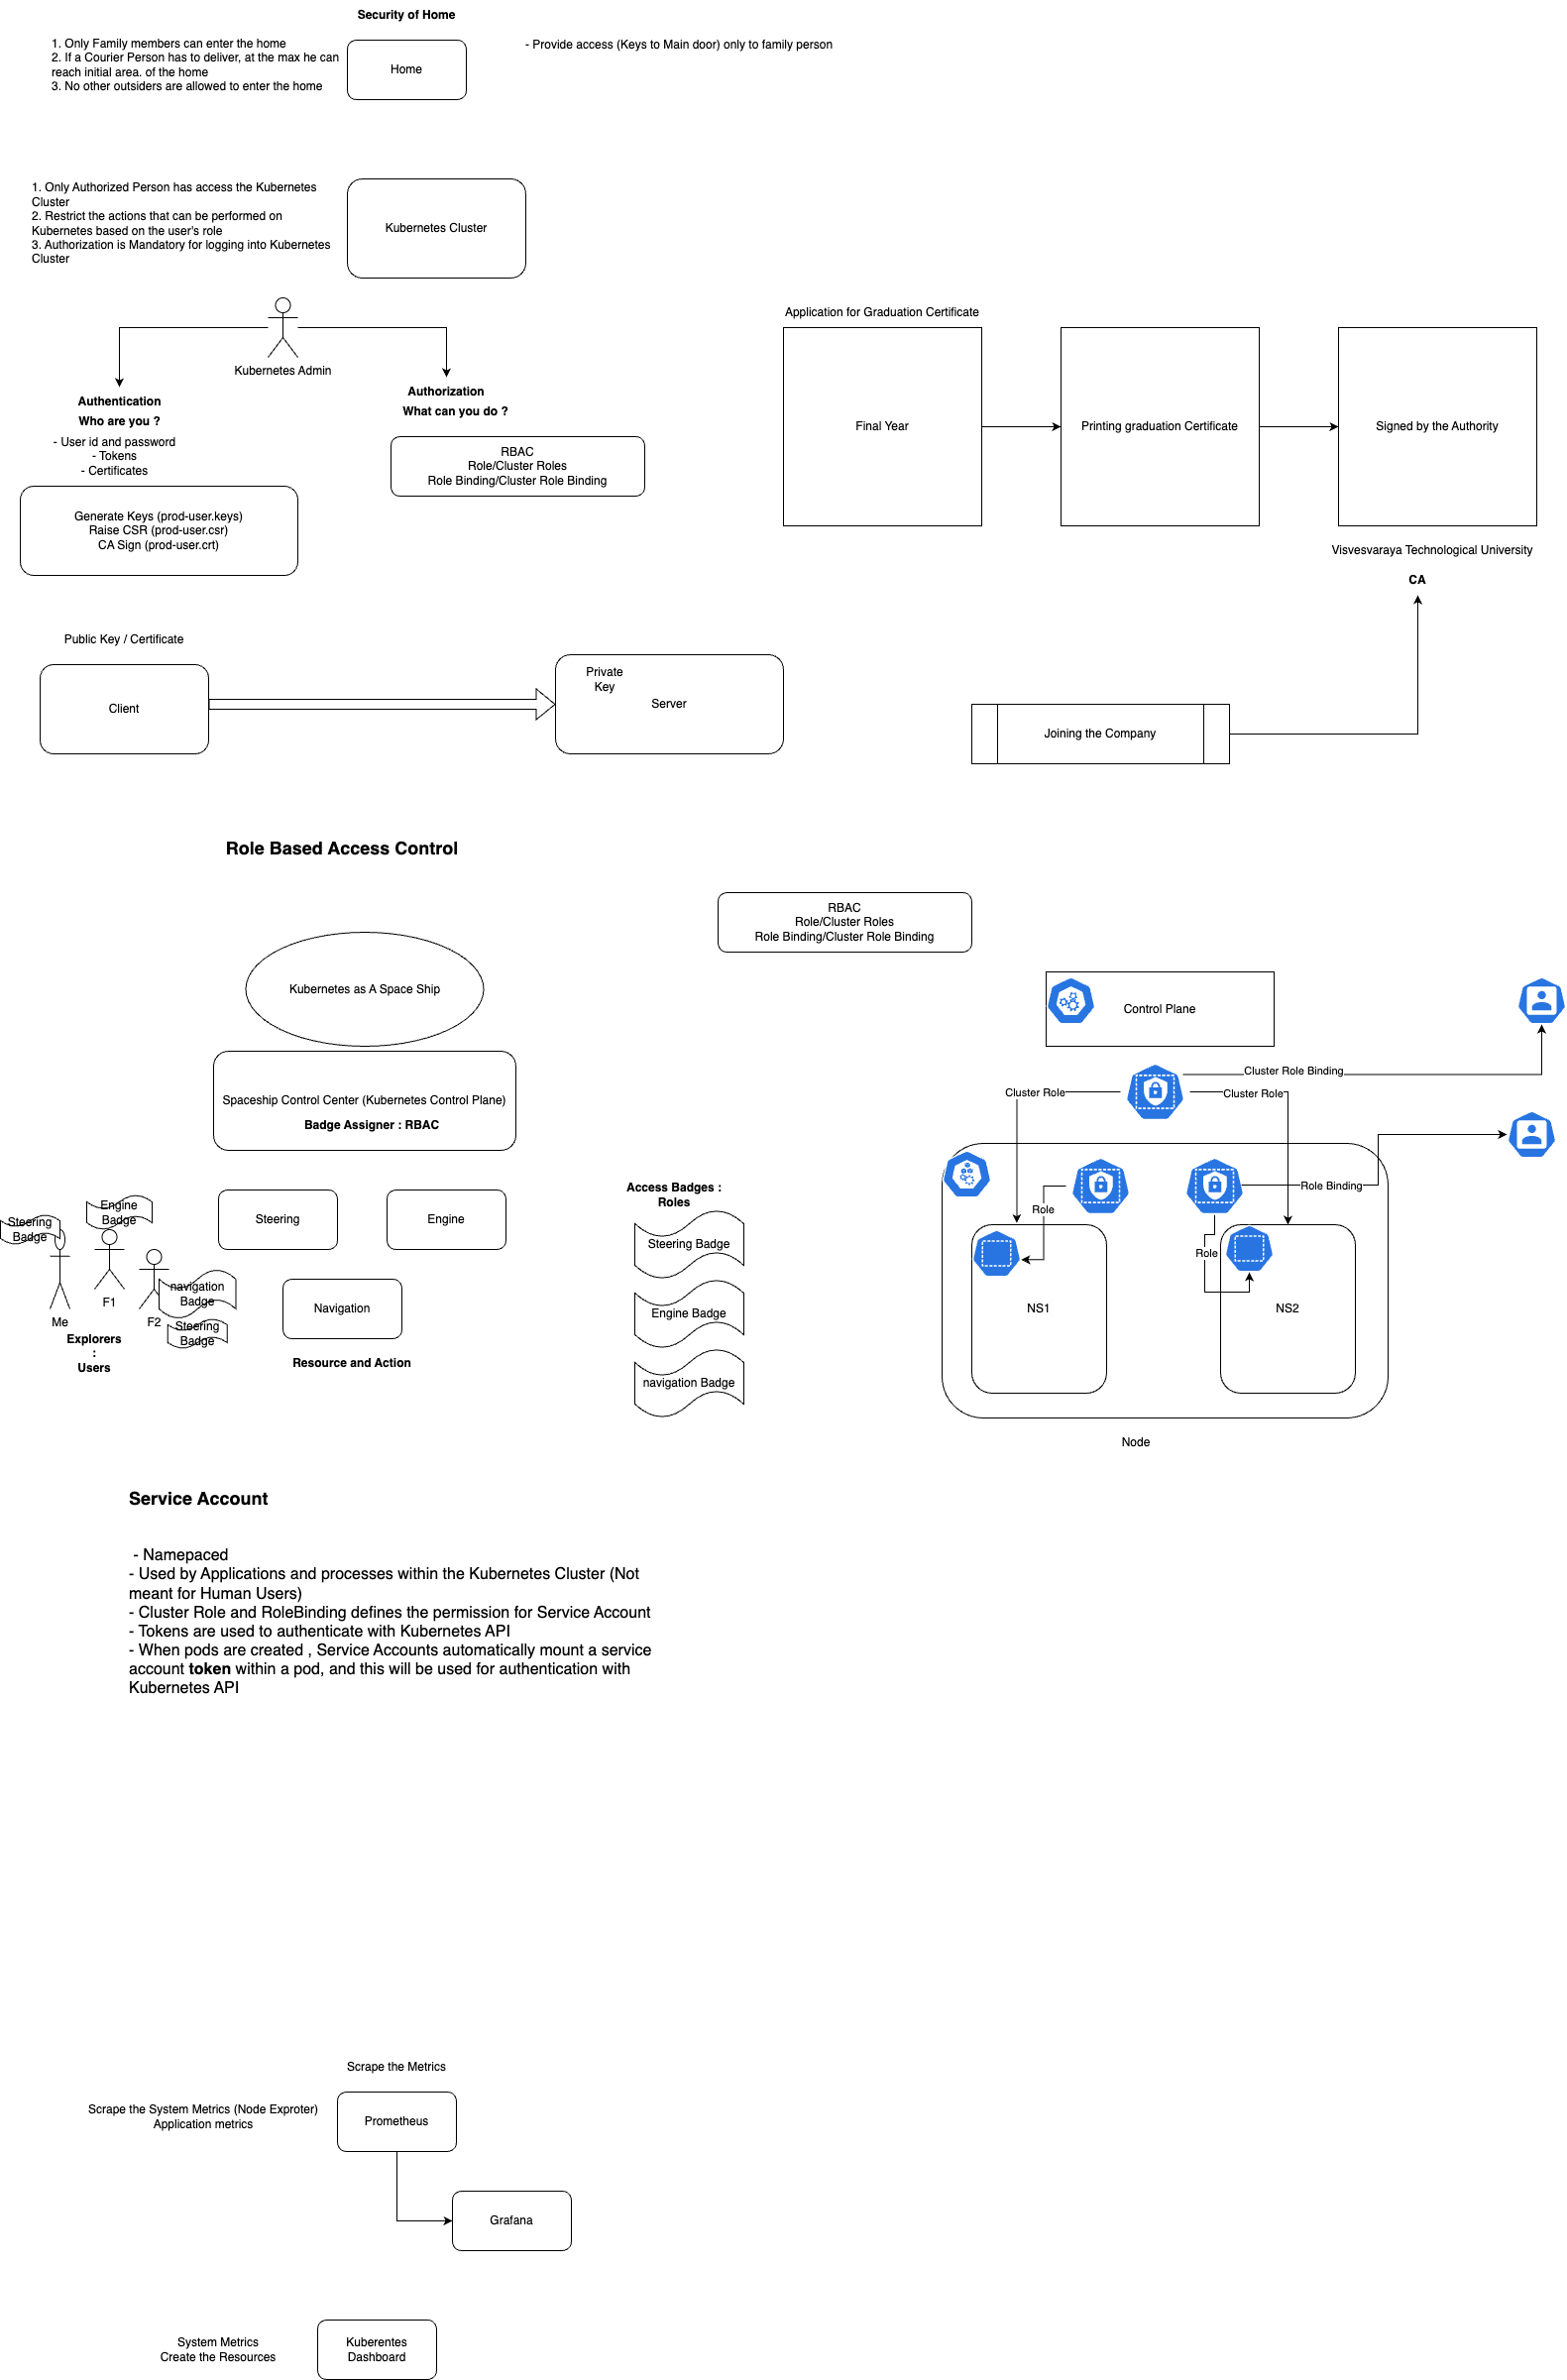 Security of Home
1. Only Family members can enter the home
2. If a Courier Person has to deliver, at the max he can
reach initial area. of the home
3. No other outsiders are allowed to enter the home
Home
- Provide access (Keys to Main door) only to family person
1. Only Authorized Person has access the Kubernetes
Cluster
2. Restrict the actions that can be performed on
Kubernetes based on the user's role
3. Authorization is Mandatory for logging into Kubernetes
Cluster
Kubernetes Cluster
Kubernetes Admin
Authentication
Who are you ?
- User id and password
- Tokens
- Certificates
Generate Keys (prod-user.keys)
Raise CSR (prod-user.csr)
CA Sign (prod-user.crt)
Authorization
What can you do ?
RBAC
Role/Cluster Roles
Role Binding/Cluster Role Binding
Application for Graduation Certificate
Final Year
Printing graduation Certificate
Signed by the Authority
Visvesvaraya Technological University
CA
Public Key / Certificate
Client
Private
Key
Server
Joining the Company
Role Based Access Control
RBAC
Role/Cluster Roles
Role Binding/Cluster Role Binding
Kubernetes as A Space Ship
Spaceship Control Center (Kubernetes Control Plane)
Badge Assigner : RBAC
Steering
Badge
Engine
Badge
navigation
Badge
Steering
Badge
Me
F1
F2
Explorers
:
Users
Steering
Engine
Navigation
Resource and Action
Access Badges :
Roles
Steering Badge
Engine Badge
navigation Badge
Control Plane
Cluster Role Binding
Cluster Role
Cluster Role
Role Binding
Role
Role
NS1
NS2
Node
Service Account
- Namepaced
- Used by Applications and processes within the Kubernetes Cluster (Not
meant for Human Users)
- Cluster Role and RoleBinding defines the permission for Service Account
- Tokens are used to authenticate with Kubernetes API
- When pods are created , Service Accounts automatically mount a service
account token within a pod, and this will be used for authentication with
Kubernetes API
Scrape the Metrics
Scrape the System Metrics (Node Exproter)
Application metrics
Prometheus
Grafana
System Metrics
Create the Resources
Kuberentes
Dashboard